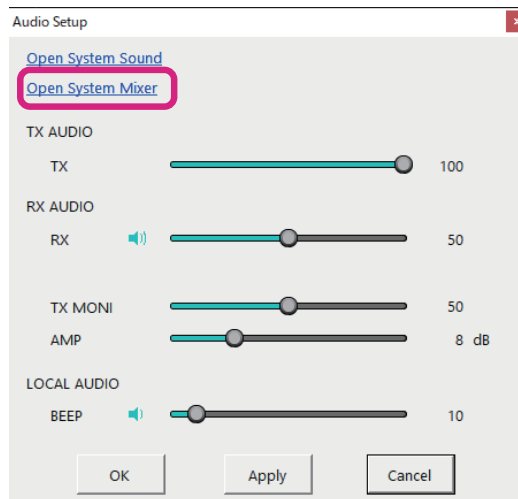 Audio Setup
Open System Sound
Open System Mixer
TX AUDIO
TX 100
RX AUDIO
RX 50
TX MONI 50
AMP 8 dB
LOCAL AUDIO
BEEP 10
OK Apply Cancel